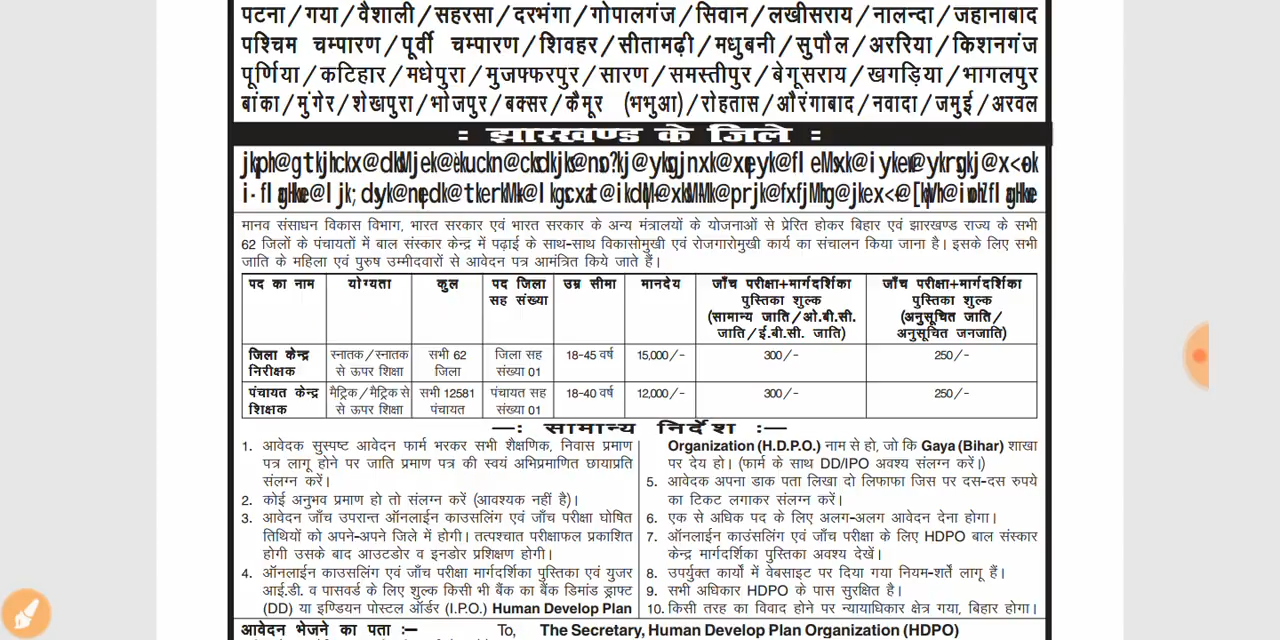 पटना/गया/वैशाली/सहरसा/दरभंगा/गोपालगंज/सिवान/लखीसराय/नालन्दा/जहानाबाद
पश्चिम चम्पारण/पूर्वी चम्पारण/शिवहर/सीतामढ़ी/मधुबनी/सुपौल/अररिया/किशनगंज
पूर्णिया/कटिहार/मधेपुरा/मुजफ्फरपुर/सारण/समस्तीपुर/बेगूसराय/खगड़िया/भागलपुर
बांका/मुंगेर/शेखपुरा/भोजपुर/बक्सर/कैमूर (भभुआ)/रोहतास/औरंगाबाद/नवादा/जमुई/अरवल
: झारखण्ड के जिले :
मानव संसाधन विकास विभाग, भारत सरकार एवं भारत सरकार के अन्य मंत्रालयों के योजनाओं से प्रेरित होकर बिहार एवं झारखण्ड राज्य के सभी
62 जिलों के पंचायतों में बाल संस्कार केन्द्र में पढ़ाई के साथ-साथ विकासोमुखी एवं रोजगारोमुखी कार्य का संचालन किया जाना है। इसके लिए सभी
जाति के महिला एवं पुरुष उम्मीदवारों से आवेदन पत्र आमंत्रित किये जाते हैं।
पद का नाम योग्यता कुल पद जिला सह संख्या उम्र सीमा मानदेय जाँच परीक्षा+मार्गदर्शिका पुस्तिका शुल्क (सामान्य जाति/ओ.बी.सी. जाति/ई.बी.सी. जाति) जाँच परीक्षा+मार्गदर्शिका पुस्तिका शुल्क (अनुसूचित जाति/ अनुसूचित जनजाति)
जिला केन्द्र निरीक्षक स्नातक/स्नातक से ऊपर शिक्षा सभी 62 जिला जिला सह संख्या 01 18-45 वर्ष 15,000/- 300/- 250/-
पंचायत केन्द्र शिक्षक मैट्रिक/मैट्रिक से से ऊपर शिक्षा सभी 12581 पंचायत पंचायत सह संख्या 01 18-40 वर्ष 12,000/- 300/- 250/-
—: सामान्य निर्देश :—
1. आवेदक सुस्पष्ट आवेदन फार्म भरकर सभी शैक्षणिक, निवास प्रमाण
पत्र लागू होने पर जाति प्रमाण पत्र की स्वयं अभिप्रमाणित छायाप्रति
संलग्न करें।
2. कोई अनुभव प्रमाण हो तो संलग्न करें (आवश्यक नहीं है)।
3. आवेदन जाँच उपरान्त ऑनलाईन काउसलिंग एवं जाँच परीक्षा घोषित
तिथियों को अपने-अपने जिले में होगी। तत्पश्चात परीक्षाफल प्रकाशित
होगी उसके बाद आउटडोर व इनडोर प्रशिक्षण होगी।
4. ऑनलाईन काउसलिंग एवं जाँच परीक्षा मार्गदर्शिका पुस्तिका एवं युजर
आई.डी. व पासवर्ड के लिए शुल्क किसी भी बैंक का बैंक डिमांड ड्राफ्ट
(DD) या इण्डियन पोस्टल ऑर्डर (I.P.O.) Human Develop Plan
Organization (H.D.P.O.) नाम से हो, जो कि Gaya (Bihar) शाखा
पर देय हो। (फार्म के साथ DD/IPO अवश्य संलग्न करें।)
5. आवेदक अपना डाक पता लिखा दो लिफाफा जिस पर दस-दस रुपये
का टिकट लगाकर संलग्न करें।
6. एक से अधिक पद के लिए अलग-अलग आवेदन देना होगा।
7. ऑनलाईन काउंसलिंग एवं जाँच परीक्षा के लिए HDPO बाल संस्कार
केन्द्र मार्गदर्शिका पुस्तिका अवश्य देखें।
8. उपर्युक्त कार्यो में वेबसाइट पर दिया गया नियम-शर्ते लागू हैं।
9. सभी अधिकार HDPO के पास सुरक्षित है।
10. किसी तरह का विवाद होने पर न्यायाधिकार क्षेत्र गया, बिहार होगा।
आवेदन भेजने का पता :— To, The Secretary, Human Develop Plan Organization (HDPO)